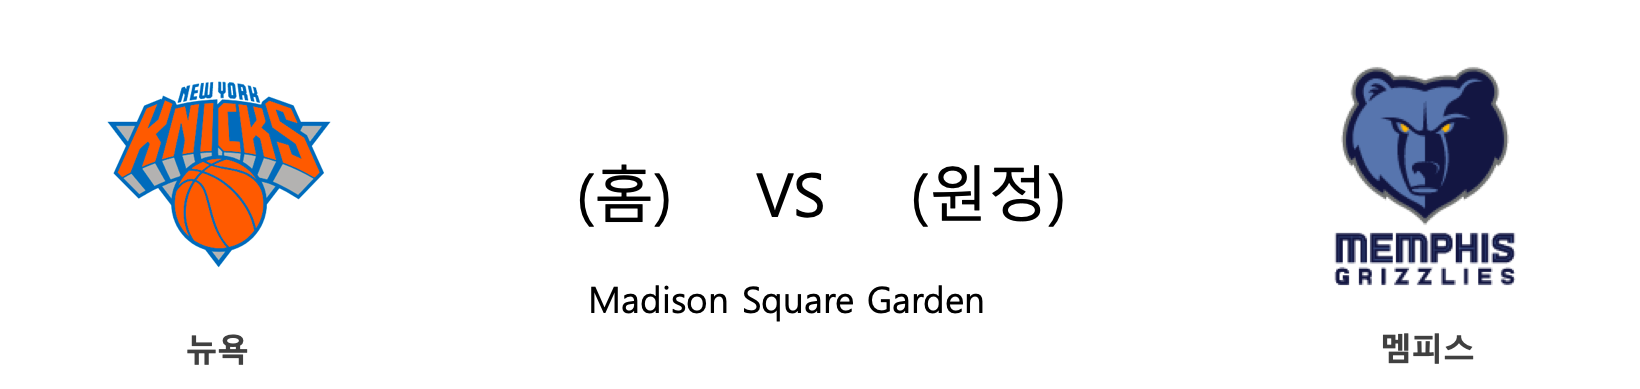 NEW YORK
KNICKS
(홈) VS (원정)
MEMPHIS
GRIZZLIES
Madison Square Garden
뉴욕
멤피스